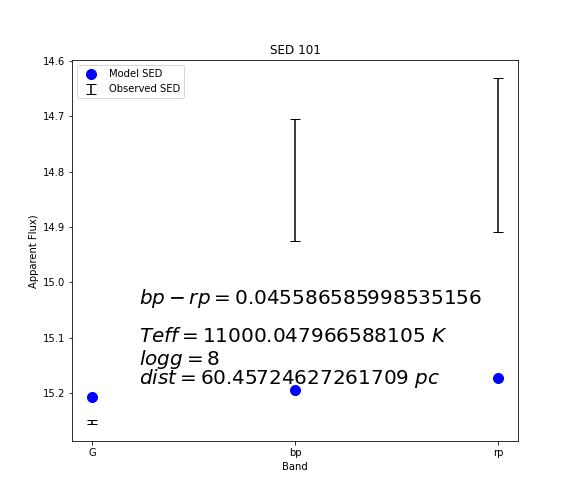 SED 101
Model SED
Observed SED
14.6
14.7
14.8
14.9
15.0
15.1
15.2
Apparent Flux)
bp − rp = 0.045586585998535156
Teff = 11000.047966588105 K
logg = 8
dist = 60.45724627261709 pc
G bp rp
Band